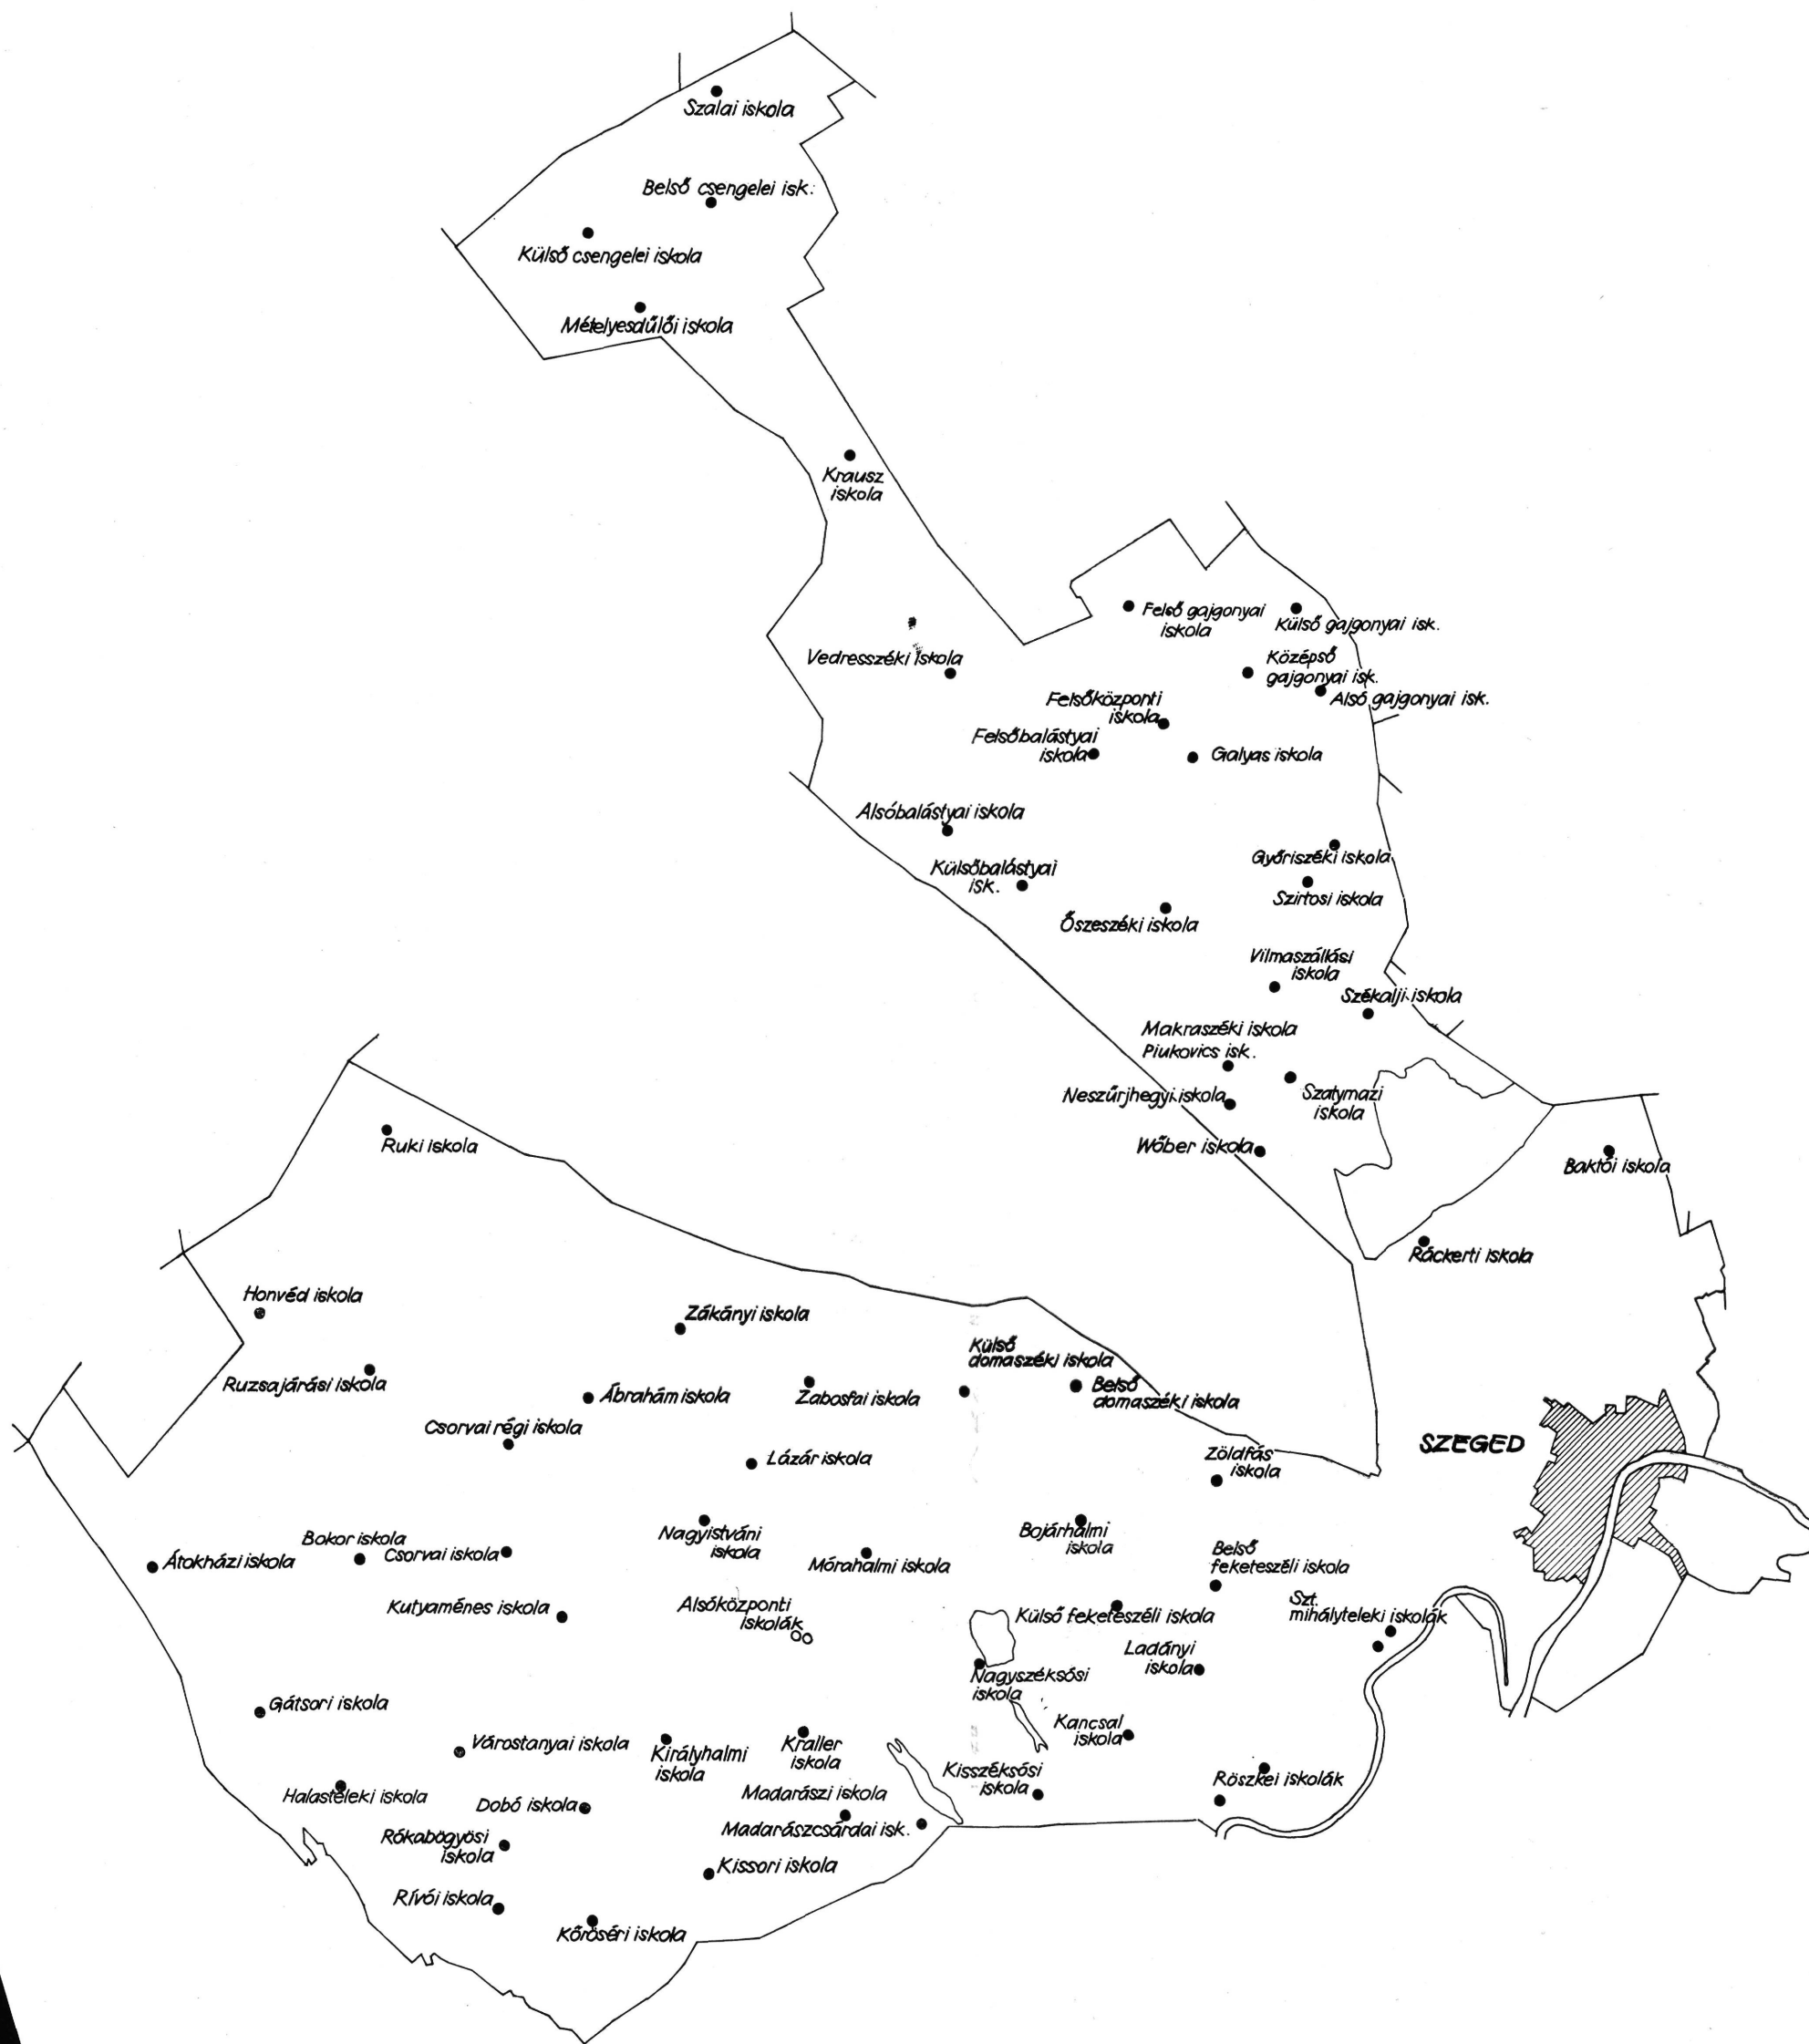 Szalai iskola
Belső csengelei isk.
Külső csengelei iskola
Mételyesdűlői iskola
Krausz
iskola
Felső gajgonyai
iskola
Külső gajgonyai isk.
Vedresszéki iskola
Középső
gajgonyai isk.
Alsó gajgonyai isk.
Felsőközponti
iskola
Felsőbalástyai
iskola
Galyas iskola
Alsóbalástyai iskola
Külsőbalástyai
isk.
Győriszéki iskola
Szirtosi iskola
Őszeszéki iskola
Vilmaszállási
iskola
Székalji iskola
Makraszéki iskola
Piukovics isk.
Neszűrjhegyi iskola
Szatymazi
iskola
Wőber iskola
Baktói iskola
Ráckerti iskola
Ruki iskola
Honvéd iskola
Zákányi iskola
Külső
domaszéki iskola
Ruzsajárási iskola
Ábrahám iskola
Zabosfai iskola
Belső
domaszéki iskola
Csorvai régi iskola
SZEGED
Lázár iskola
Zöldfás
iskola
Nagyistváni
iskola
Bojárhalmi
iskola
Bokor iskola
Csorvai iskola
Átokházi iskola
Mórahalmi iskola
Belső
feketeszéli iskola
Kutyaménes iskola
Alsóközponti
iskolák
Külső feketeszéli iskola
Szt.
mihályteleki iskolák
Ladányi
iskola
Nagyszéksósi
iskola
Gátsori iskola
Kancsal
iskola
Várostanyai iskola
Királyhalmi
iskola
Kraller
iskola
Kisszéksósi
iskola
Röszkei iskolák
Halasteleki iskola
Dobó iskola
Madarászi iskola
Madarászcsárdai isk.
Rókabögyösi
iskola
Kissori iskola
Rívói iskola
Kőröséri iskola